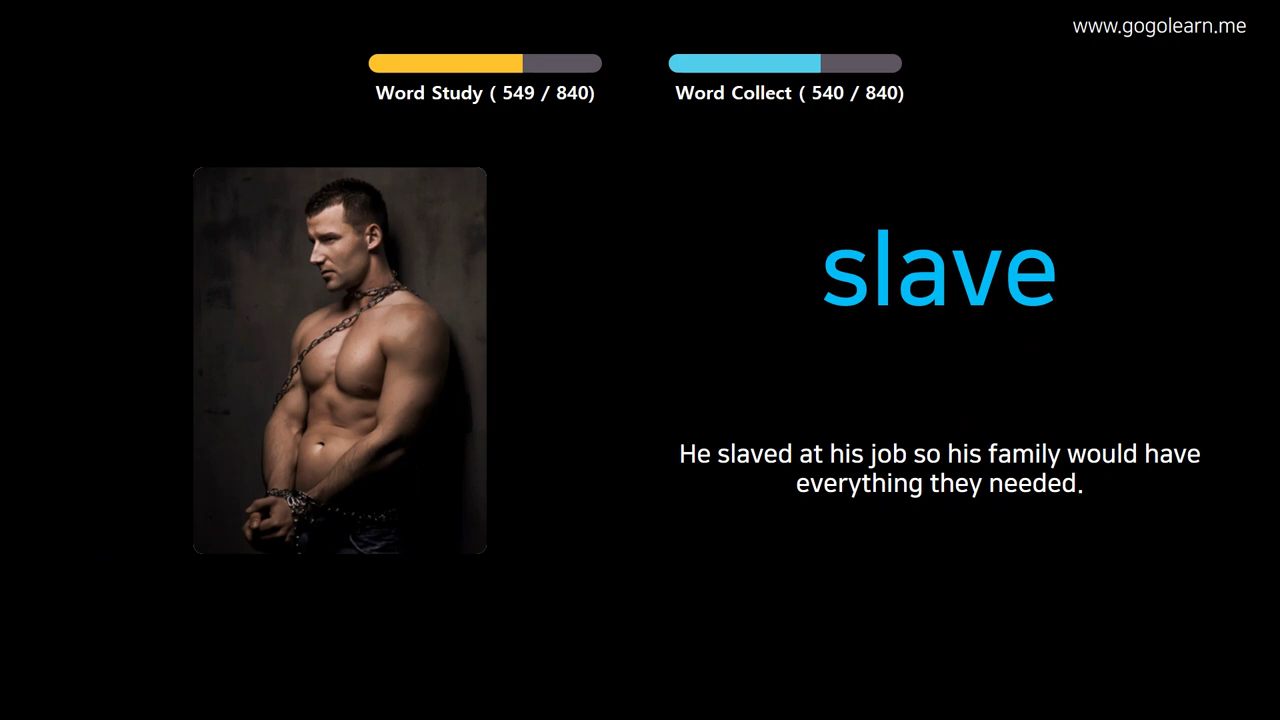 www.gogolearn.me
Word Study ( 549 / 840)
Word Collect ( 540 / 840)
slave
He slaved at his job so his family would have
everything they needed.